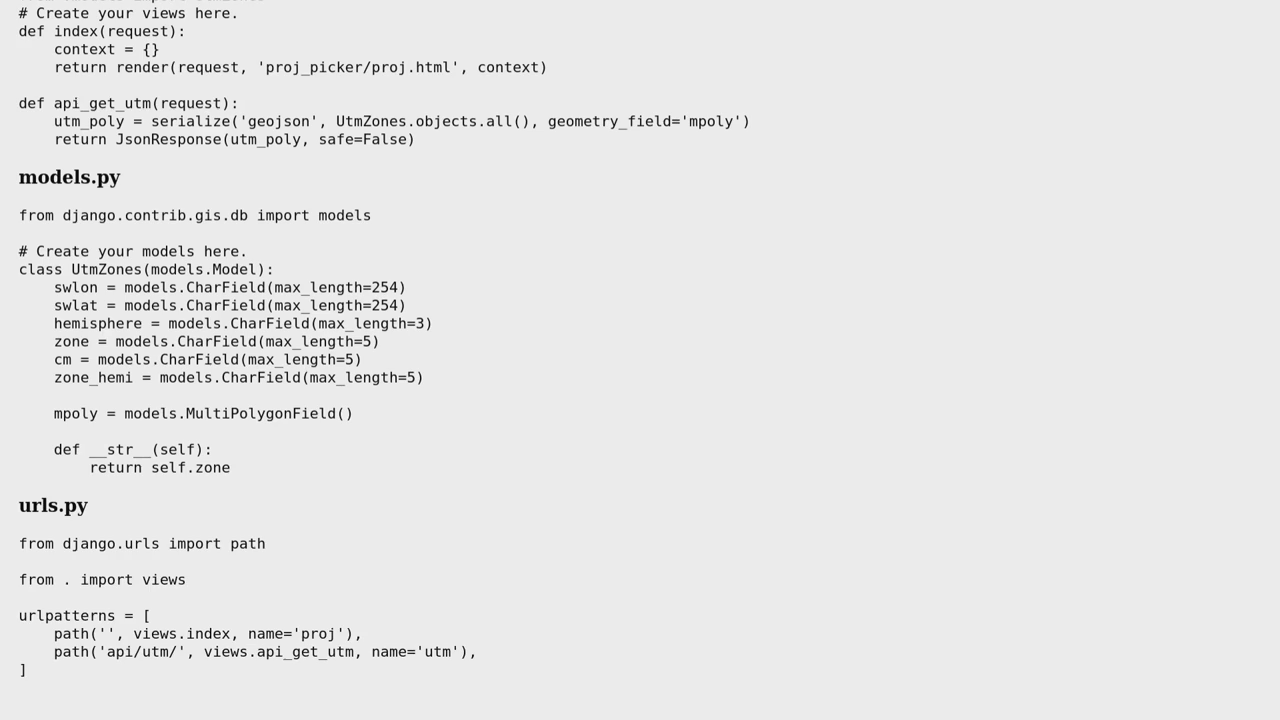 # Create your views here.
def index(request):
    context = {}
    return render(request, 'proj_picker/proj.html', context)

def api_get_utm(request):
    utm_poly = serialize('geojson', UtmZones.objects.all(), geometry_field='mpoly')
    return JsonResponse(utm_poly, safe=False)

models.py

from django.contrib.gis.db import models

# Create your models here.
class UtmZones(models.Model):
    swlon = models.CharField(max_length=254)
    swlat = models.CharField(max_length=254)
    hemisphere = models.CharField(max_length=3)
    zone = models.CharField(max_length=5)
    cm = models.CharField(max_length=5)
    zone_hemi = models.CharField(max_length=5)

    mpoly = models.MultiPolygonField()

    def __str__(self):
        return self.zone

urls.py

from django.urls import path

from . import views

urlpatterns = [
    path('', views.index, name='proj'),
    path('api/utm/', views.api_get_utm, name='utm'),
]